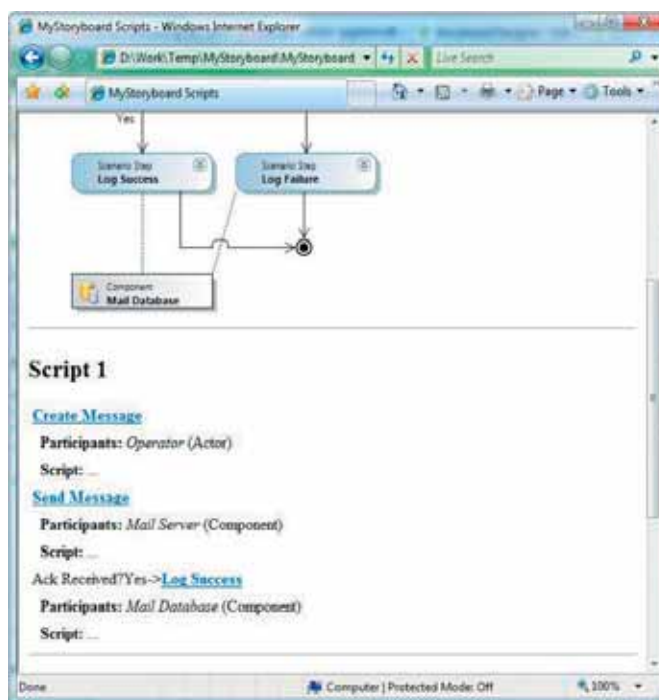 MyStoryboard Scripts - Windows Internet Explorer
D:\Work\Temp\MyStoryboard\MyStoryboard
Live Search
MyStoryboard Scripts
Page
Tools
Yes
Scenario Step
Log Success
Scenario Step
Log Failure
Component
Mail Database
Script 1
Create Message
Participants: Operator (Actor)
Script: ...
Send Message
Participants: Mail Server (Component)
Script: ...
Ack Received?Yes->Log Success
Participants: Mail Database (Component)
Script: ...
Done
Computer | Protected Mode: Off
100%